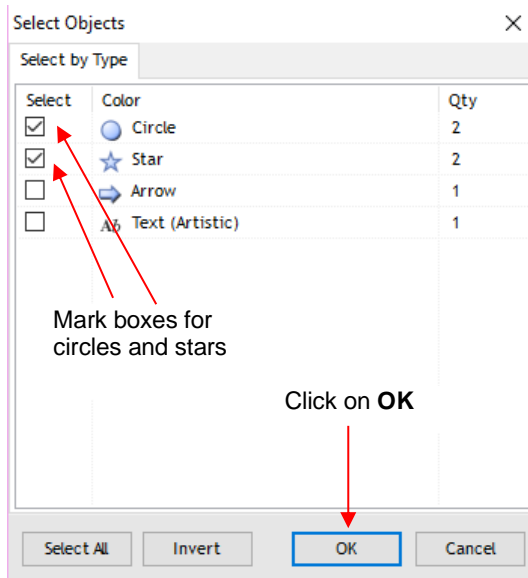 Select Objects
Select by Type
Select Color Qty
Circle 2
Star 2
Arrow 1
Ab Text (Artistic) 1
Mark boxes for
circles and stars
Click on OK
Select All Invert OK Cancel